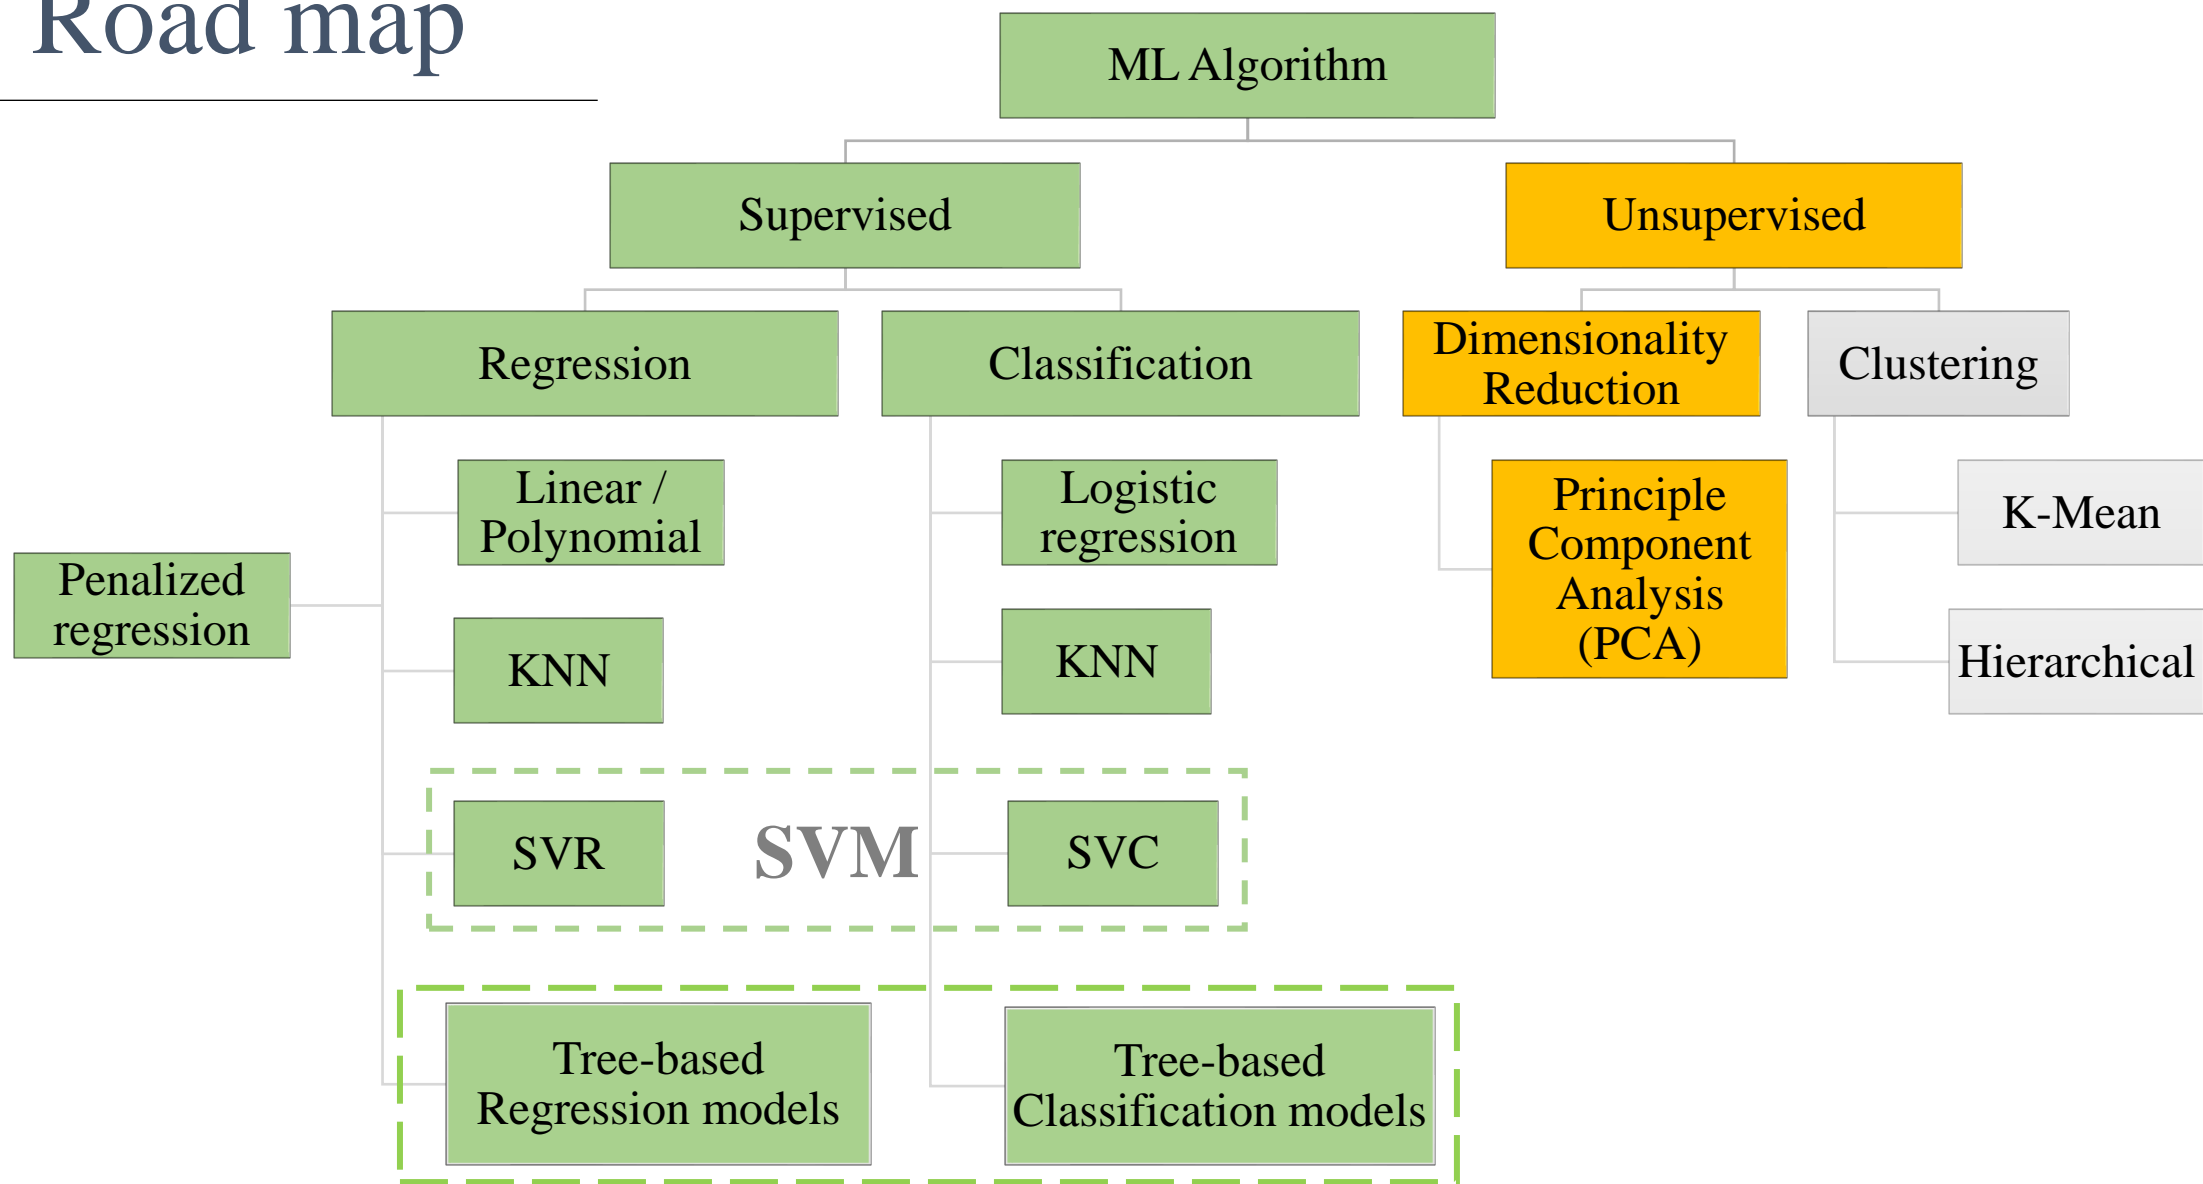 Road map
ML Algorithm
Supervised
Unsupervised
Regression
Classification
Dimensionality
Reduction
Clustering
Linear /
Polynomial
Logistic
regression
Principle
Component
Analysis
(PCA)
K-Mean
Penalized
regression
KNN
KNN
Hierarchical
SVR
SVM
SVC
Tree-based
Regression models
Tree-based
Classification models